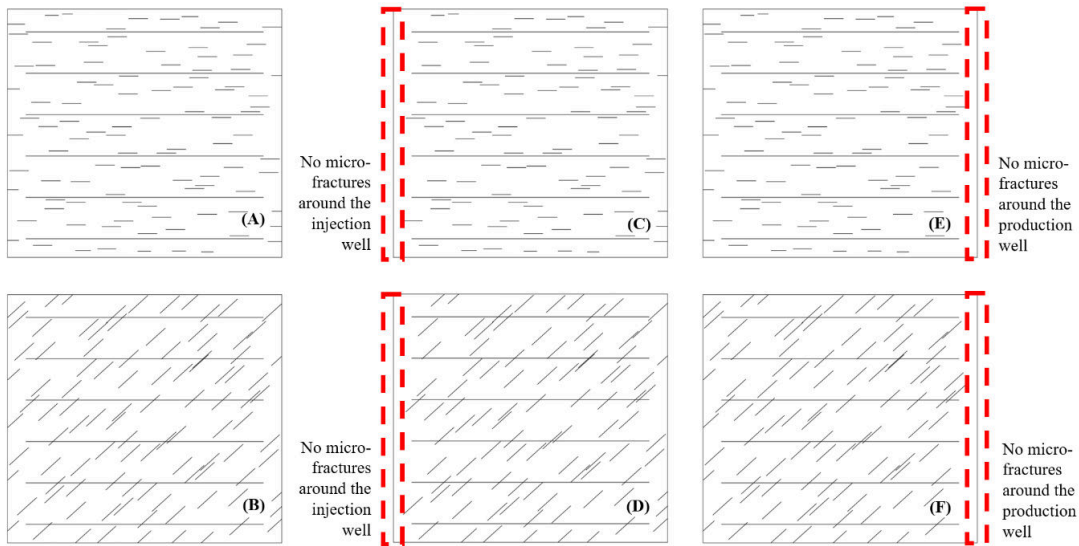 (A)
No micro-
fractures
around the
injection
well
(C)
(E)
No micro-
fractures
around the
production
well
(B)
No micro-
fractures
around the
injection
well
(D)
(F)
No micro-
fractures
around the
production
well